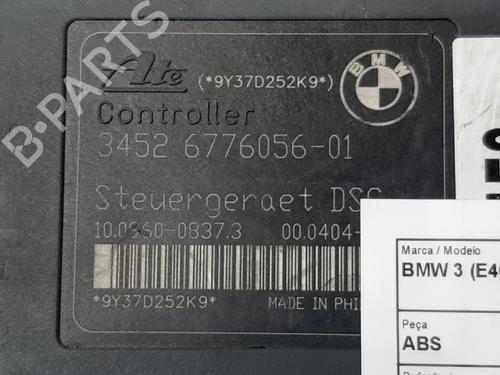 Ate (*9Y37D252K9*)
BMW
Controller
3452 6776056-01
Steuergeraet DSC
10.0960-0837.3 00.0404-
*9Y37D252K9* MADE IN PHI
Marca / Modelo
BMW 3 (E4
Peça
ABS